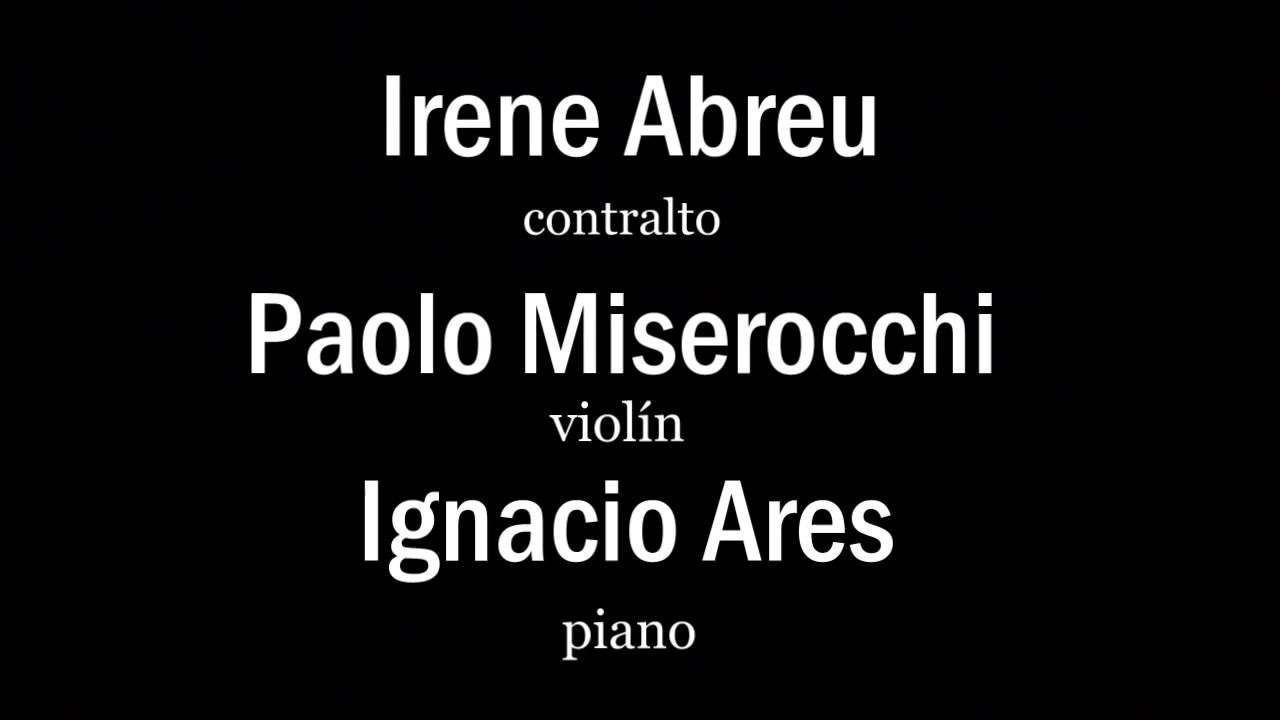 Irene Abreu
contralto
Paolo Miserocchi
violín
Ignacio Ares
piano